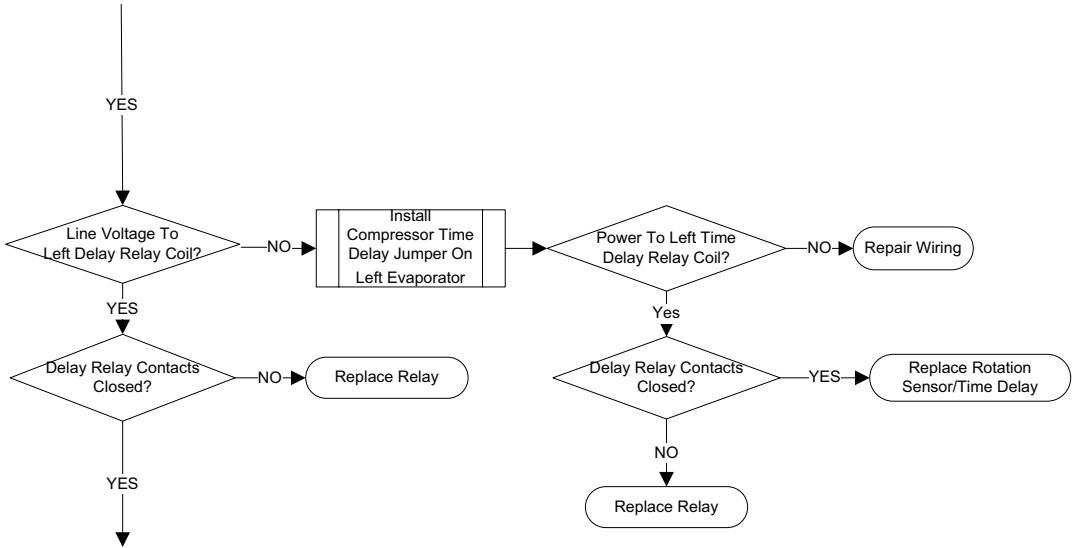 YES
Line Voltage To
Left Delay Relay Coil?
NO
Install
Compressor Time
Delay Jumper On
Left Evaporator
Power To Left Time
Delay Relay Coil?
NO
Repair Wiring
YES
Yes
Delay Relay Contacts
Closed?
NO
Replace Relay
Delay Relay Contacts
Closed?
YES
Replace Rotation
Sensor/Time Delay
YES
NO
Replace Relay